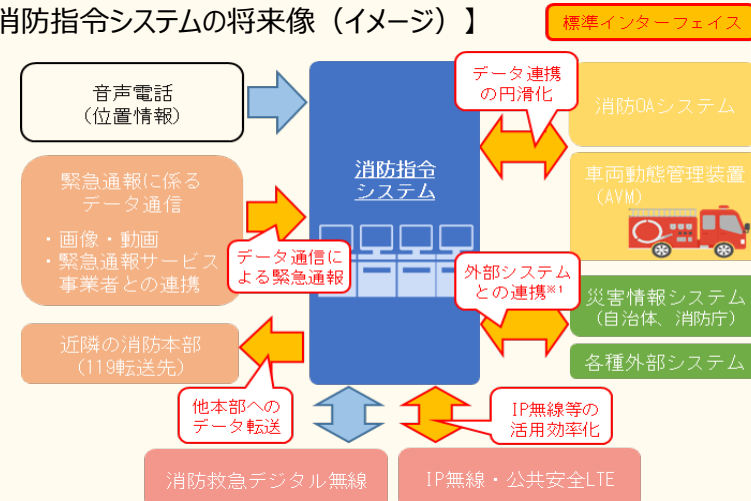 消防指令システムの将来像（イメージ）】
標準インターフェイス
音声電話
（位置情報）
データ連携
の円滑化
消防OAシステム
消防指令
システム
緊急通報に係る
データ通信
・画像・動画
・緊急通報サービス
事業者との連携
車両動態管理装置
（AVM）
データ通信に
よる緊急通報
外部システム
との連携※1
災害情報システム
（自治体、消防庁）
近隣の消防本部
（119転送先）
各種外部システム
他本部への
データ転送
IP無線等の
活用効率化
消防救急デジタル無線
IP無線・公共安全LTE